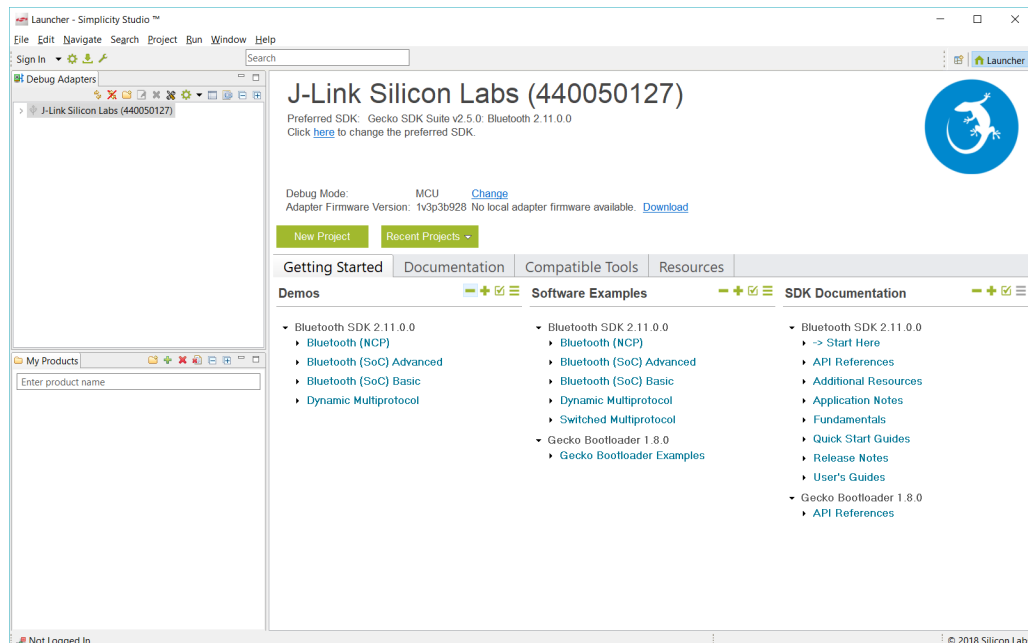 Launcher - Simplicity Studio ™
File Edit Navigate Search Project Run Window Help
Sign In
Search
Launcher
Debug Adapters
J-Link Silicon Labs (440050127)
J-Link Silicon Labs (440050127)
Preferred SDK: Gecko SDK Suite v2.5.0: Bluetooth 2.11.0.0
Click here to change the preferred SDK.
Debug Mode: MCU Change
Adapter Firmware Version: 1v3p3b928 No local adapter firmware available. Download
New Project Recent Projects
Getting Started Documentation Compatible Tools Resources
Demos
Bluetooth SDK 2.11.0.0
Bluetooth (NCP)
Bluetooth (SoC) Advanced
Bluetooth (SoC) Basic
Dynamic Multiprotocol
Software Examples
Bluetooth SDK 2.11.0.0
Bluetooth (NCP)
Bluetooth (SoC) Advanced
Bluetooth (SoC) Basic
Dynamic Multiprotocol
Switched Multiprotocol
Gecko Bootloader 1.8.0
Gecko Bootloader Examples
SDK Documentation
Bluetooth SDK 2.11.0.0
-> Start Here
API References
Additional Resources
Application Notes
Fundamentals
Quick Start Guides
Release Notes
User's Guides
Gecko Bootloader 1.8.0
API References
My Products
Enter product name
Not Logged In
© 2018 Silicon Lab